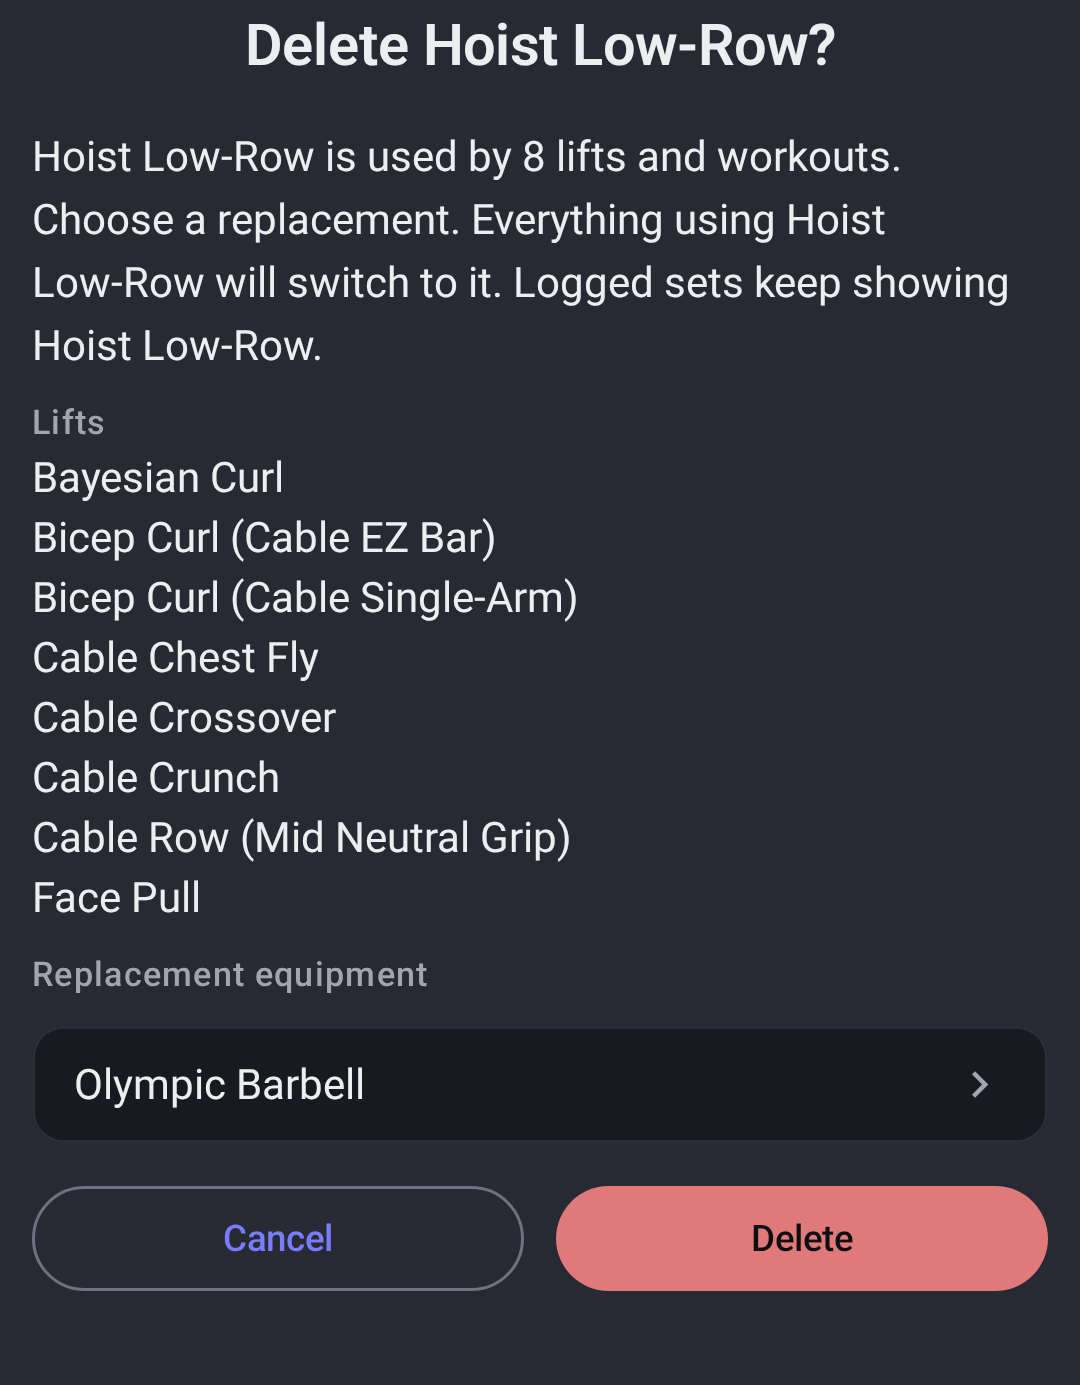 Delete Hoist Low-Row?
Hoist Low-Row is used by 8 lifts and workouts.
Choose a replacement. Everything using Hoist
Low-Row will switch to it. Logged sets keep showing
Hoist Low-Row.
Lifts
Bayesian Curl
Bicep Curl (Cable EZ Bar)
Bicep Curl (Cable Single-Arm)
Cable Chest Fly
Cable Crossover
Cable Crunch
Cable Row (Mid Neutral Grip)
Face Pull
Replacement equipment
Olympic Barbell
Cancel
Delete